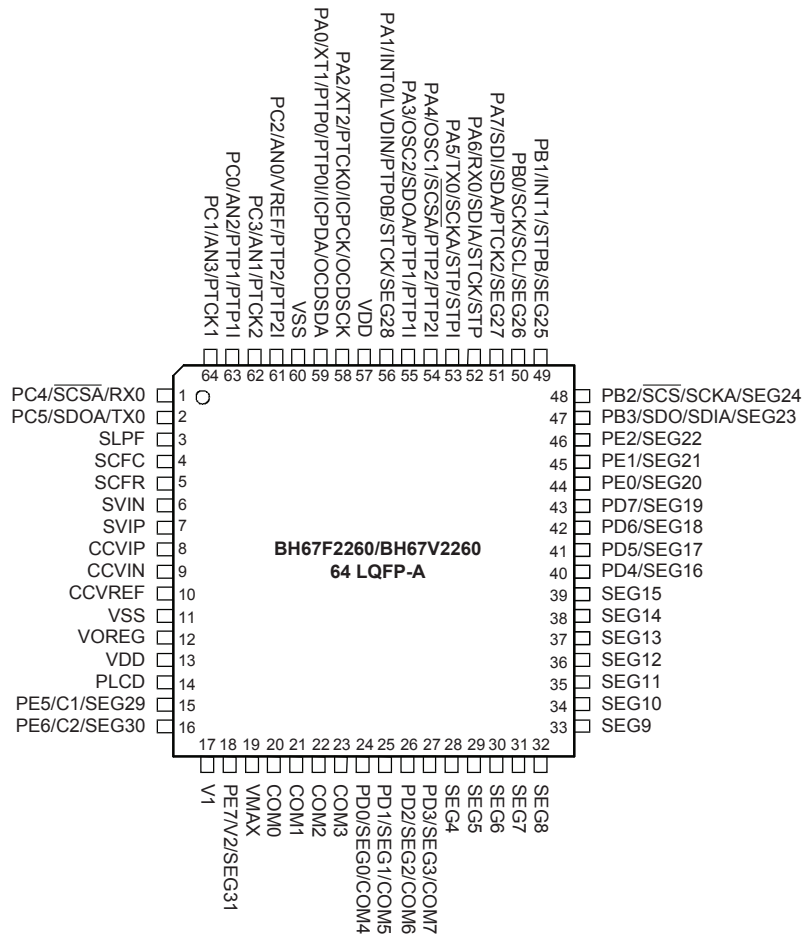 PC1/AN3/PTCK1
PC0/AN2/PTP1/PTP1I
PC3/AN1/PTCK2
PC2/AN0/VREF/PTP2/PTP2I
VSS
PA0/XT1/PTP0/PTP0I/ICPDA/OCDSDA
PA2/XT2/PTCK0/ICPCK/OCDSCK
VDD
PA1/INT0/LVDIN/PTP0B/STCK/SEG28
PA3/OSC2/SDOA/PTP1/PTP1I
PA4/OSC1/SCSA/PTP2/PTP2I
PA5/TX0/SCKA/STP/STPI
PA6/RX0/SDIA/STCK/STP
PA7/SDI/SDA/PTCK2/SEG27
PB0/SCK/SCL/SEG26
PB1/INT1/STPB/SEG25
64 63 62 61 60 59 58 57 56 55 54 53 52 51 50 49
PC4/SCSA/RX0 1
PC5/SDOA/TX0 2
SLPF 3
SCFC 4
SCFR 5
SVIN 6
SVIP 7
CCVIP 8
CCVIN 9
CCVREF 10
VSS 11
VOREG 12
VDD 13
PLCD 14
PE5/C1/SEG29 15
PE6/C2/SEG30 16
BH67F2260/BH67V2260
64 LQFP-A
48 PB2/SCS/SCKA/SEG24
47 PB3/SDO/SDIA/SEG23
46 PE2/SEG22
45 PE1/SEG21
44 PE0/SEG20
43 PD7/SEG19
42 PD6/SEG18
41 PD5/SEG17
40 PD4/SEG16
39 SEG15
38 SEG14
37 SEG13
36 SEG12
35 SEG11
34 SEG10
33 SEG9
17 18 19 20 21 22 23 24 25 26 27 28 29 30 31 32
V1
PE7/V2/SEG31
VMAX
COM0
COM1
COM2
COM3
PD0/SEG0/COM4
PD1/SEG1/COM5
PD2/SEG2/COM6
PD3/SEG3/COM7
SEG4
SEG5
SEG6
SEG7
SEG8